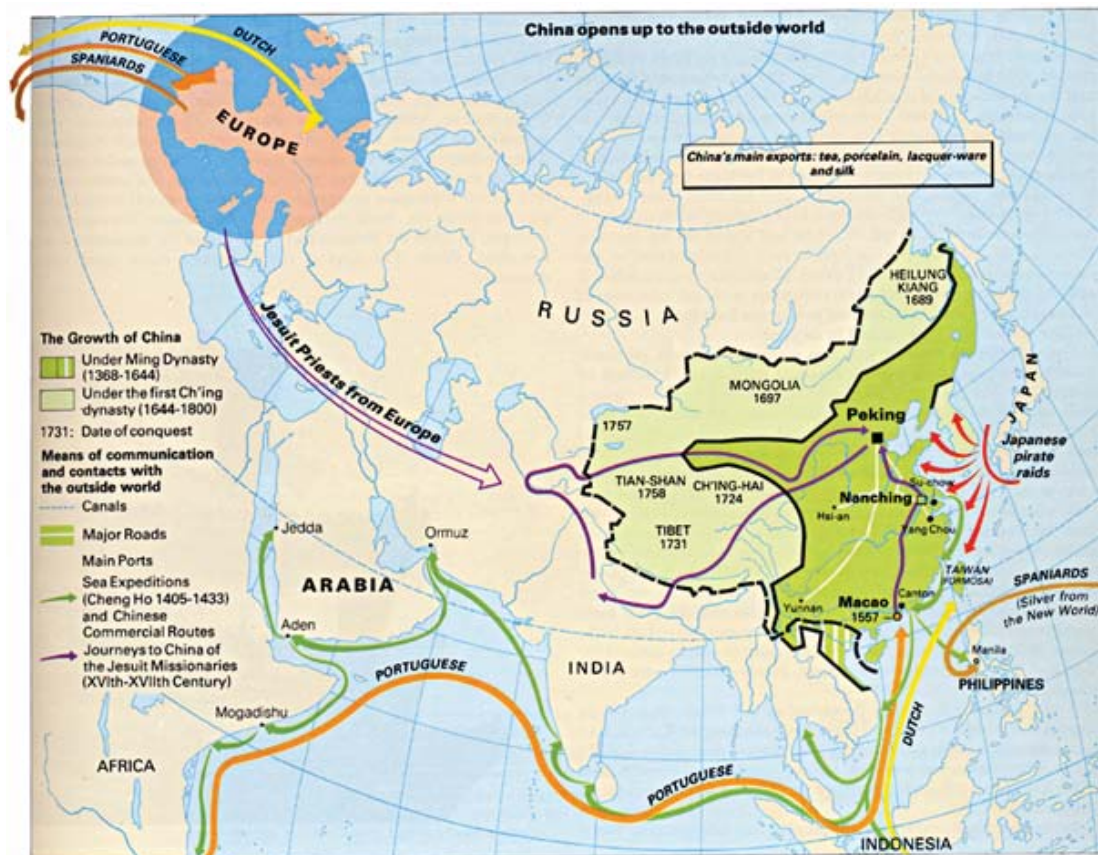 China opens up to the outside world
DUTCH
PORTUGUESE
SPANIARDS
EUROPE
China's main exports: tea, porcelain, lacquer-ware
and silk
Jesuit Priests from Europe
RUSSIA
HEILUNG
KIANG
1689
MONGOLIA
1697
JAPAN
The Growth of China
Under Ming Dynasty
(1368-1644)
Under the first Ch'ing
dynasty (1644-1800)
1731: Date of conquest
Means of communication
and contacts with
the outside world
Canals
Major Roads
Main Ports
Sea Expeditions
(Cheng Ho 1405-1433)
and Chinese
Commercial Routes
Journeys to China of
the Jesuit Missionaries
(XVIth-XVIIth Century)
1757
Peking
Japanese
pirate
raids
TIAN-SHAN
1758
CH'ING-HAI
1724
Su-chow
Nanching
Hsi-an
Yang Chou
TIBET
1731
Jedda
Ormuz
ARABIA
Aden
TAIWAN
(FORMOSA)
SPANIARDS
(Silver from
the New World)
Canton
Yunnan
Macao
1557
Manila
PHILIPPINES
INDIA
PORTUGUESE
Mogadishu
AFRICA
DUTCH
PORTUGUESE
INDONESIA